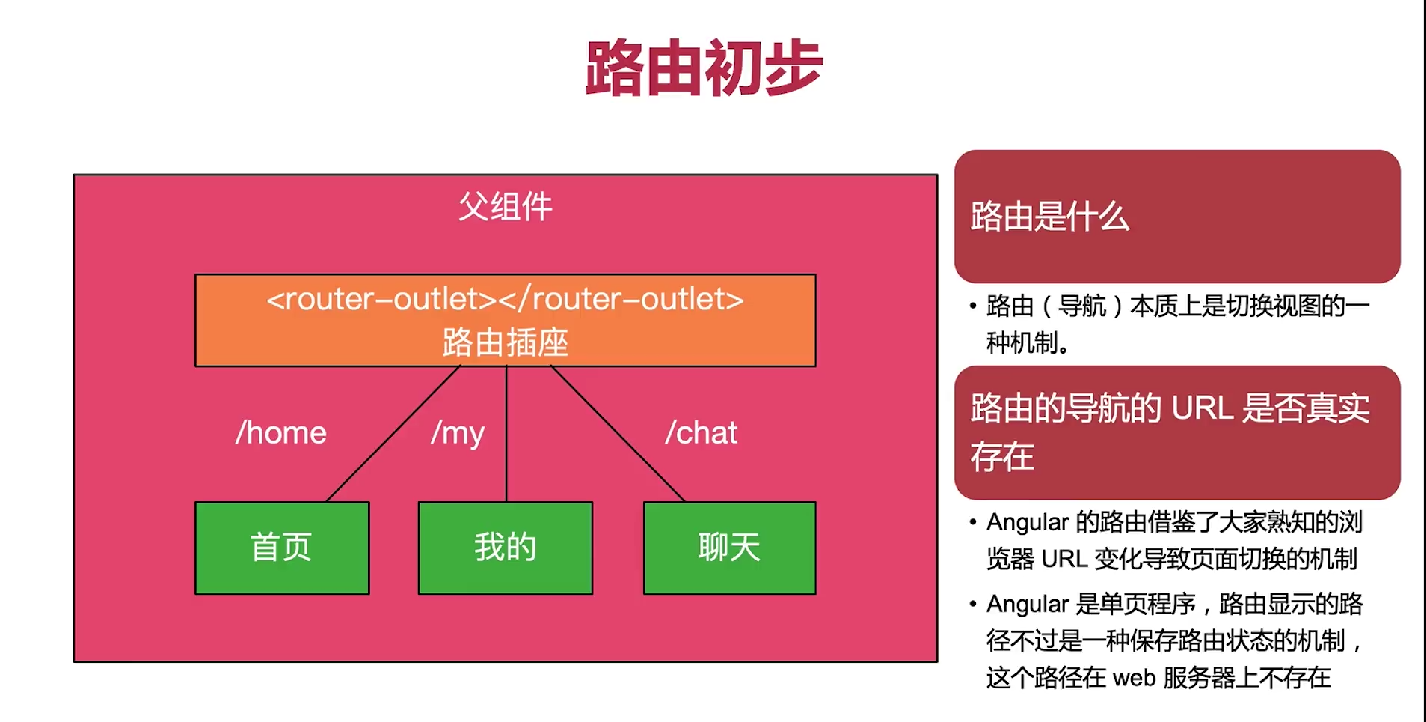 路由初步
父组件
<router-outlet></router-outlet>
路由插座
/home
/my
/chat
首页
我的
聊天
路由是什么
• 路由（导航）本质上是切换视图的一
种机制。
路由的导航的 URL 是否真实
存在
• Angular 的路由借鉴了大家熟知的浏
览器 URL 变化导致页面切换的机制
• Angular 是单页程序，路由显示的路
径不过是一种保存路由状态的机制，
这个路径在 web 服务器上不存在